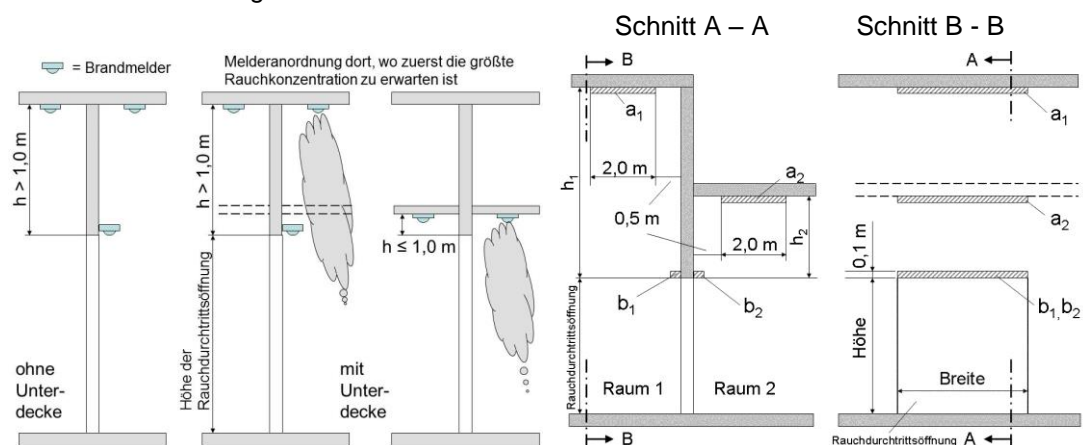 = Brandmelder
Melderanordnung dort, wo zuerst die größte
Rauchkonzentration zu erwarten ist
h > 1,0 m
ohne
Unter-
decke
h > 1,0 m
Höhe der
Rauchdurchtrittsöffnung
h ≤ 1,0 m
mit
Unter-
decke
Schnitt A – A
B
a1
h1
2,0 m
a2
0,5 m
2,0 m
h2
b1
b2
Rauchdurchtrittsöffnung
Raum 1
Raum 2
B
Schnitt B - B
A
a1
a2
0,1 m
b1,b2
Höhe
Breite
Rauchdurchtrittsöffnung
A